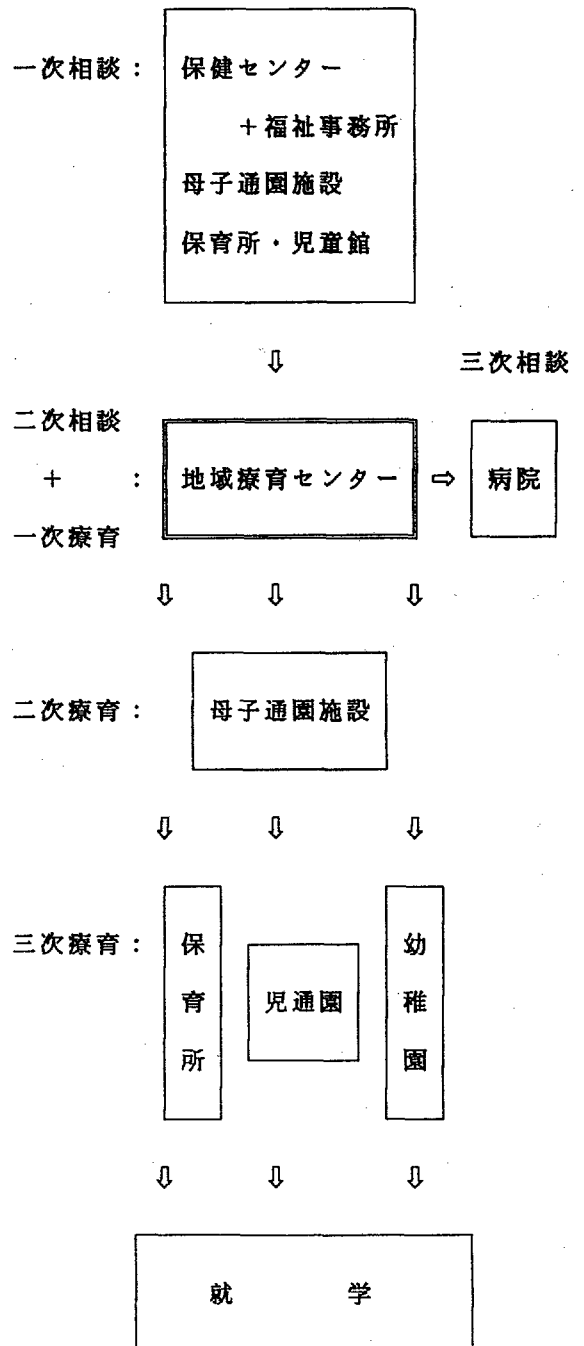 一次相談：
保健センター
＋福祉事務所
母子通園施設
保育所・児童館
⇩
三次相談
二次相談
＋　：
一次療育
地域療育センター
⇨
病院
⇩　⇩　⇩
二次療育：
母子通園施設
⇩　⇩　⇩
三次療育：
保育所
児通園
幼稚園
⇩　⇩　⇩
就　学